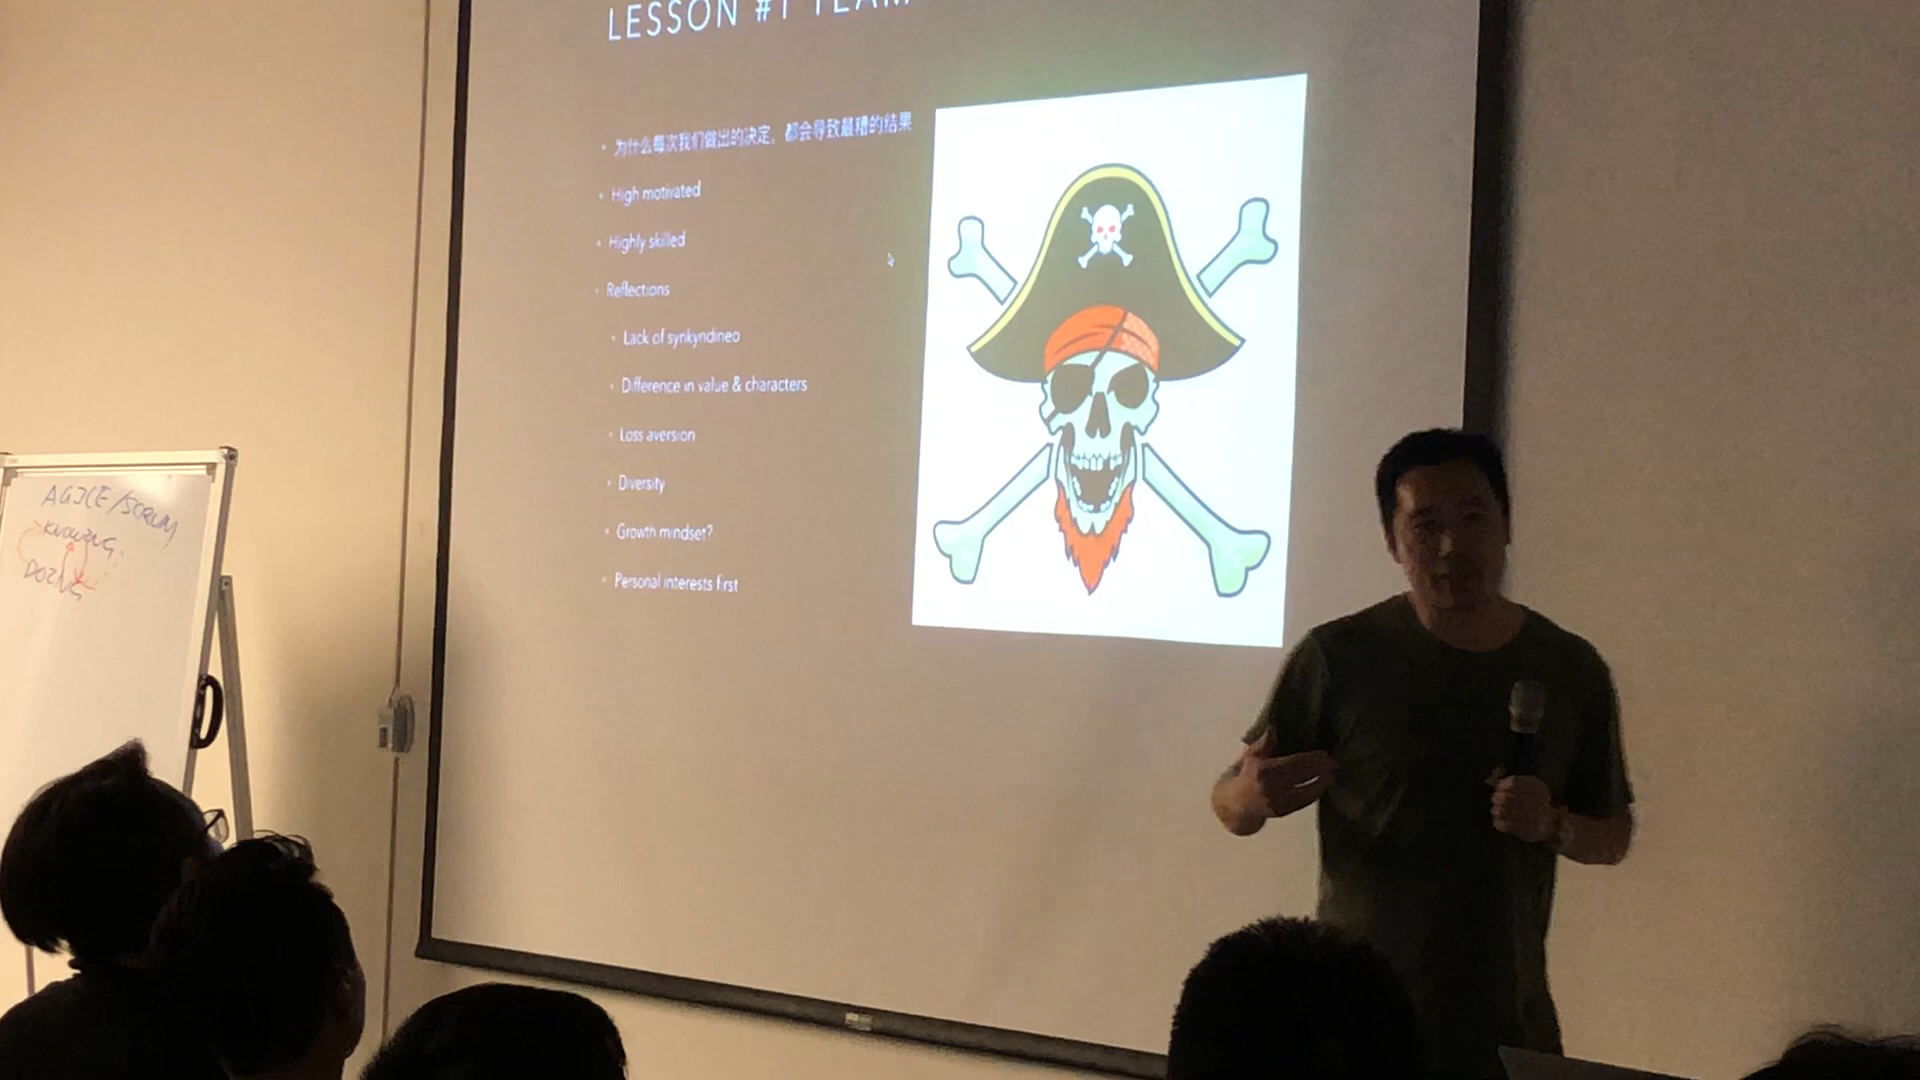 LESSON #1 TEAM
为什么每次我们做出的决定，都会导致最糟的结果
High motivated
Highly skilled
Reflections
Lack of synkyndineo
Difference in value & characters
Loss aversion
Diversity
Growth mindset?
Personal interests first
AGILE/SCRUM
KNOWING
DOING